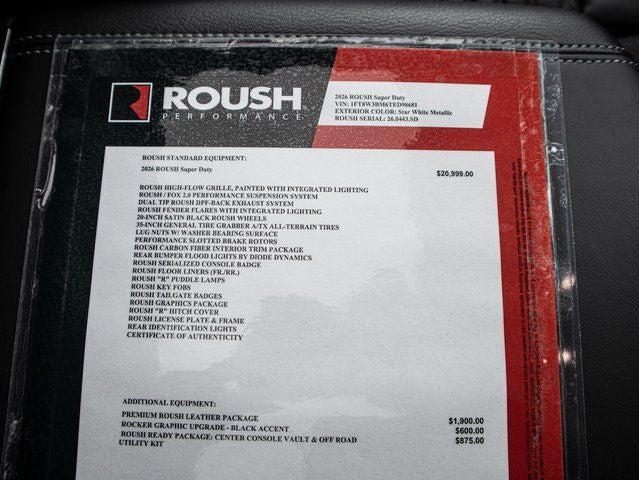 ROUSH
PERFORMANCE
2026 ROUSH Super Duty
VIN: 1FT8W3BM6TED98681
EXTERIOR COLOR: Star White Metallic
ROUSH SERIAL: 26.0443.SD
ROUSH STANDARD EQUIPMENT:
2026 ROUSH Super Duty $20,999.00
ROUSH HIGH-FLOW GRILLE, PAINTED WITH INTEGRATED LIGHTING
ROUSH / FOX 2.0 PERFORMANCE SUSPENSION SYSTEM
DUAL TIP ROUSH DPF-BACK EXHAUST SYSTEM
ROUSH FENDER FLARES WITH INTEGRATED LIGHTING
20-INCH SATIN BLACK ROUSH WHEELS
35-INCH GENERAL TIRE GRABBER A/TX ALL-TERRAIN TIRES
LUG NUTS W/ WASHER BEARING SURFACE
PERFORMANCE SLOTTED BRAKE ROTORS
ROUSH CARBON FIBER INTERIOR TRIM PACKAGE
REAR BUMPER FLOOD LIGHTS BY DIODE DYNAMICS
ROUSH SERIALIZED CONSOLE BADGE
ROUSH FLOOR LINERS (FR./RR.)
ROUSH "R" PUDDLE LAMPS
ROUSH KEY FOBS
ROUSH TAILGATE BADGES
ROUSH GRAPHICS PACKAGE
ROUSH "R" HITCH COVER
ROUSH LICENSE PLATE & FRAME
REAR IDENTIFICATION LIGHTS
CERTIFICATE OF AUTHENTICITY
ADDITIONAL EQUIPMENT:
PREMIUM ROUSH LEATHER PACKAGE $1,900.00
ROCKER GRAPHIC UPGRADE - BLACK ACCENT $600.00
ROUSH READY PACKAGE: CENTER CONSOLE VAULT & OFF ROAD $875.00
UTILITY KIT